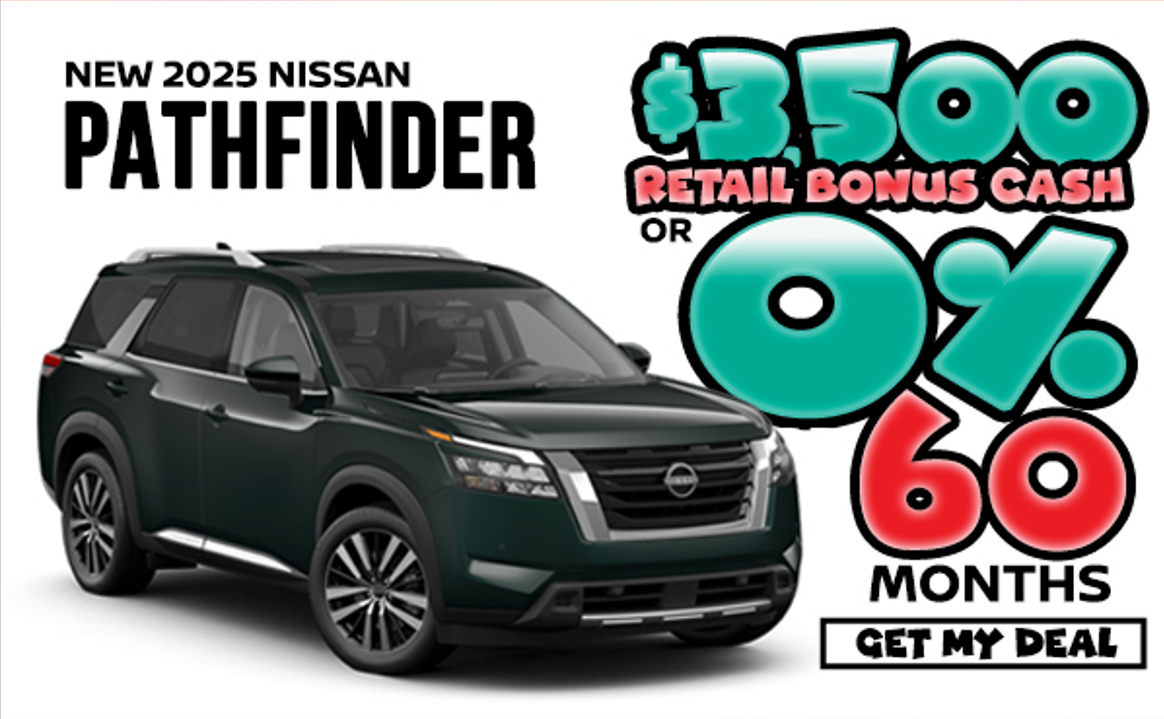 NEW 2025 NISSAN
PATHFINDER
$3,500
RETAIL BONUS CASH
OR
0%
60
MONTHS
GET MY DEAL